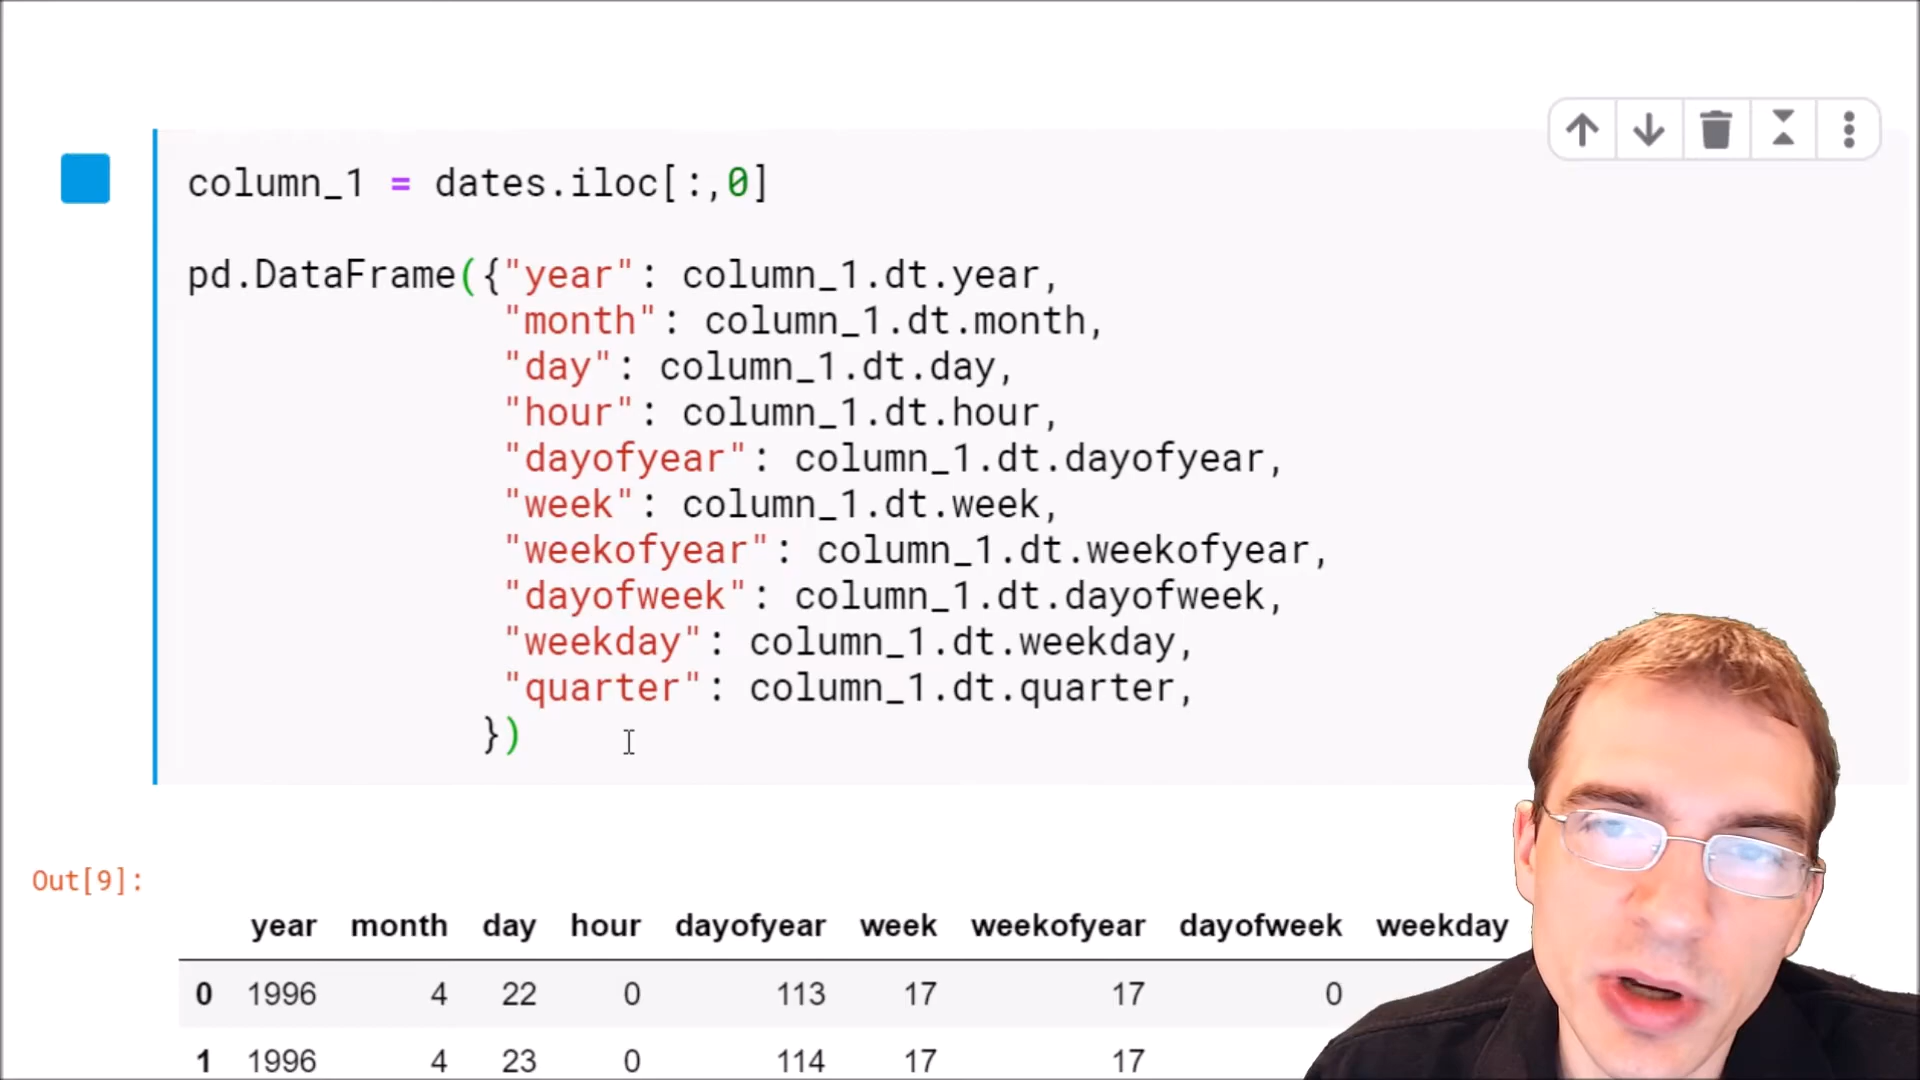 column_1 = dates.iloc[:,0]
pd.DataFrame({"year": column_1.dt.year,
"month": column_1.dt.month,
"day": column_1.dt.day,
"hour": column_1.dt.hour,
"dayofyear": column_1.dt.dayofyear,
"week": column_1.dt.week,
"weekofyear": column_1.dt.weekofyear,
"dayofweek": column_1.dt.dayofweek,
"weekday": column_1.dt.weekday,
"quarter": column_1.dt.quarter,
})
Out[9]:
year month day hour dayofyear week weekofyear dayofweek weekday
0 1996 4 22 0 113 17 17 0
1 1996 4 23 0 114 17 17